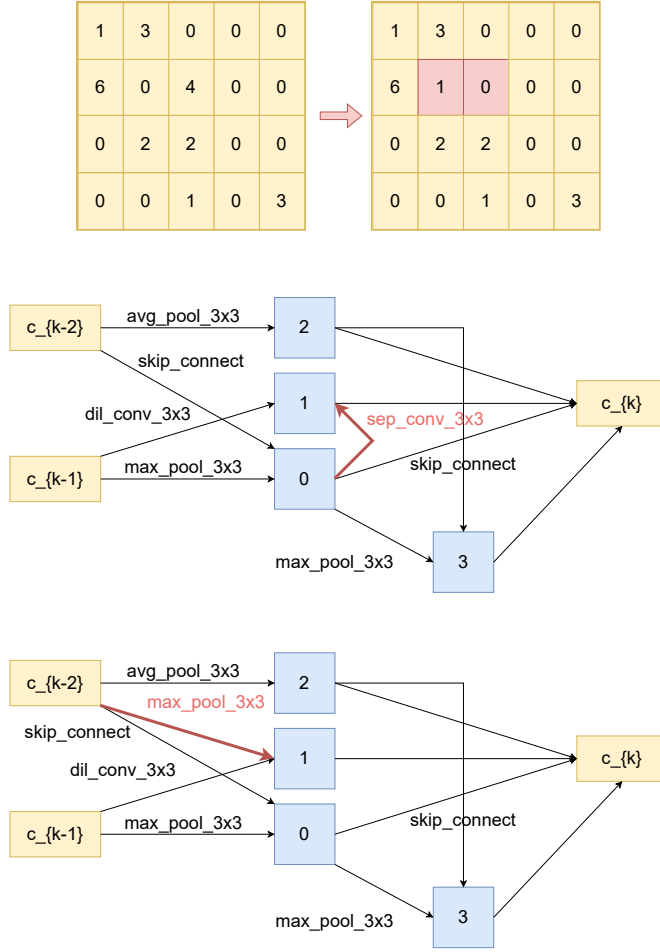 1 3 0 0 0
6 0 4 0 0
0 2 2 0 0
0 0 1 0 3
1 3 0 0 0
6 1 0 0 0
0 2 2 0 0
0 0 1 0 3
c_{k-2}
avg_pool_3x3
2
skip_connect
1
dil_conv_3x3
sep_conv_3x3
c_{k}
c_{k-1}
max_pool_3x3
0
skip_connect
max_pool_3x3
3
c_{k-2}
avg_pool_3x3
2
max_pool_3x3
skip_connect
1
c_{k}
dil_conv_3x3
c_{k-1}
max_pool_3x3
0
skip_connect
max_pool_3x3
3